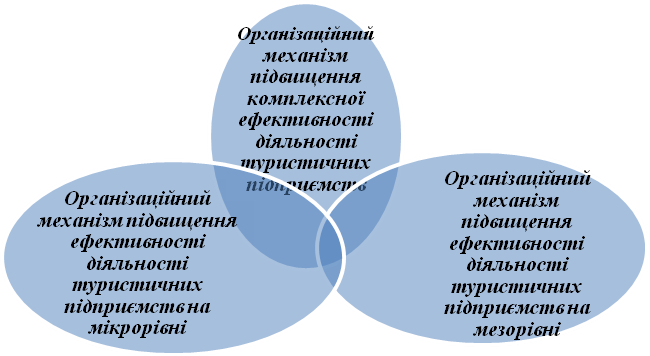 Організаційний
механізм
підвищення
комплексної
ефективності
діяльності
туристичних
підприємств
Організаційний
механізм підвищення
ефективності
діяльності
туристичних
підприємств на
мікрорівні
Організаційний
механізм
підвищення
ефективності
діяльності
туристичних
підприємств на
мезорівні